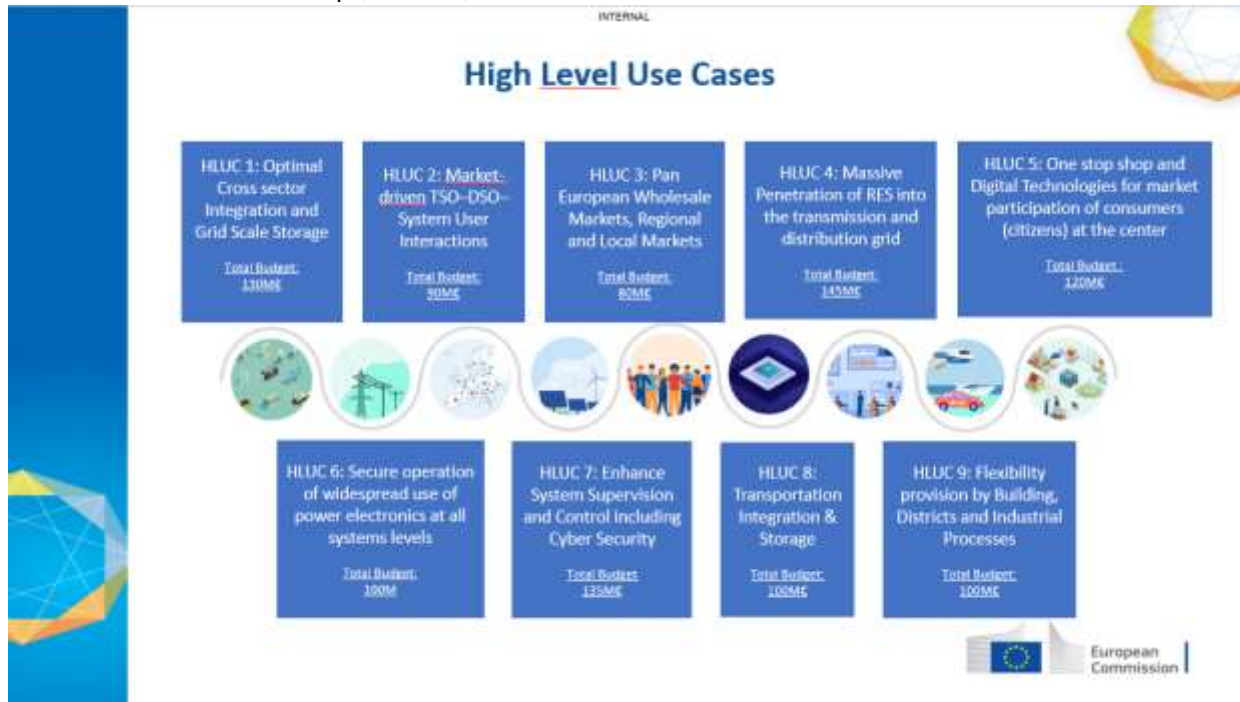 INTERNAL
High Level Use Cases
HLUC 1: Optimal
Cross sector
Integration and
Grid Scale Storage
Total Budget:
130M€
HLUC 2: Market-
driven TSO–DSO–
System User
Interactions
Total Budget:
90M€
HLUC 3: Pan
European Wholesale
Markets, Regional
and Local Markets
Total Budget:
80M€
HLUC 4: Massive
Penetration of RES into
the transmission and
distribution grid
Total Budget:
145M€
HLUC 5: One stop shop and
Digital Technologies for market
participation of consumers
(citizens) at the center
Total Budget :
120M€
HLUC 6: Secure operation
of widespread use of
power electronics at all
systems levels
Total Budget:
100M
HLUC 7: Enhance
System Supervision
and Control including
Cyber Security
Total Budget
135M€
HLUC 8:
Transportation
Integration &
Storage
Total Budget:
100M€
HLUC 9: Flexibility
provision by Building,
Districts and Industrial
Processes
Total Budget:
100M€
European
Commission